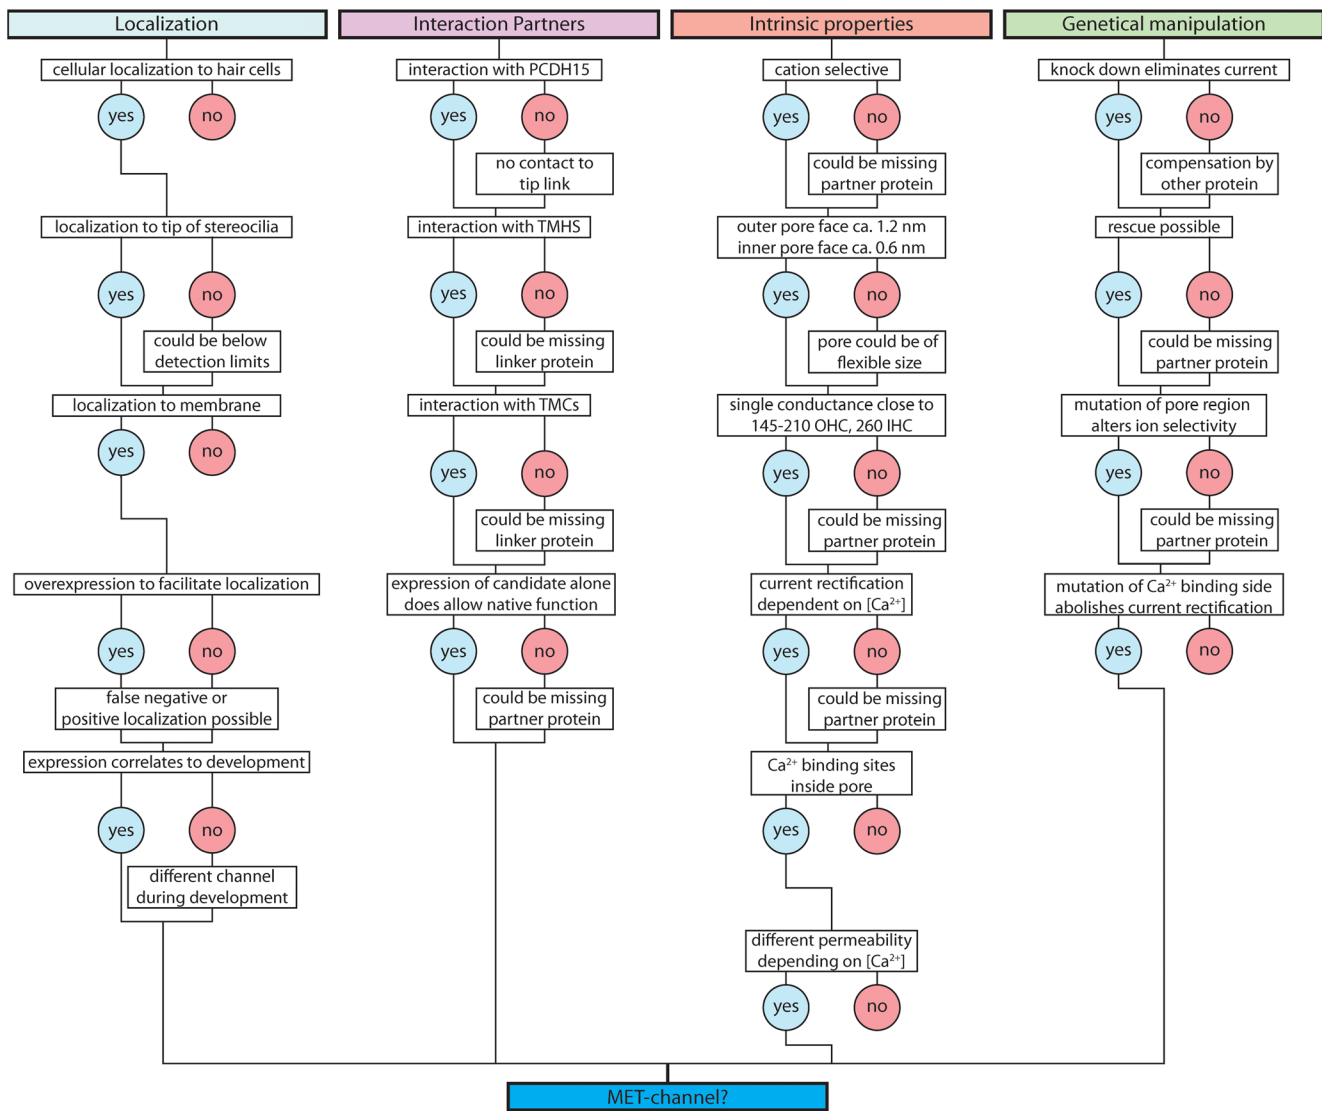 Localization
cellular localization to hair cells
yes
no
localization to tip of stereocilia
yes
no
could be below
detection limits
localization to membrane
yes
no
overexpression to facilitate localization
yes
no
false negative or
positive localization possible
expression correlates to development
yes
no
different channel
during development
Interaction Partners
interaction with PCDH15
yes
no
no contact to
tip link
interaction with TMHS
yes
no
could be missing
linker protein
interaction with TMCs
yes
no
could be missing
linker protein
expression of candidate alone
does allow native function
yes
no
could be missing
partner protein
Intrinsic properties
cation selective
yes
no
could be missing
partner protein
outer pore face ca. 1.2 nm
inner pore face ca. 0.6 nm
yes
no
pore could be of
flexible size
single conductance close to
145-210 OHC, 260 IHC
yes
no
could be missing
partner protein
current rectification
dependent on [Ca²⁺]
yes
no
could be missing
partner protein
Ca²⁺ binding sites
inside pore
yes
no
different permeability
depending on [Ca²⁺]
yes
no
Genetical manipulation
knock down eliminates current
yes
no
compensation by
other protein
rescue possible
yes
no
could be missing
partner protein
mutation of pore region
alters ion selectivity
yes
no
could be missing
partner protein
mutation of Ca²⁺ binding side
abolishes current rectification
yes
no
MET-channel?